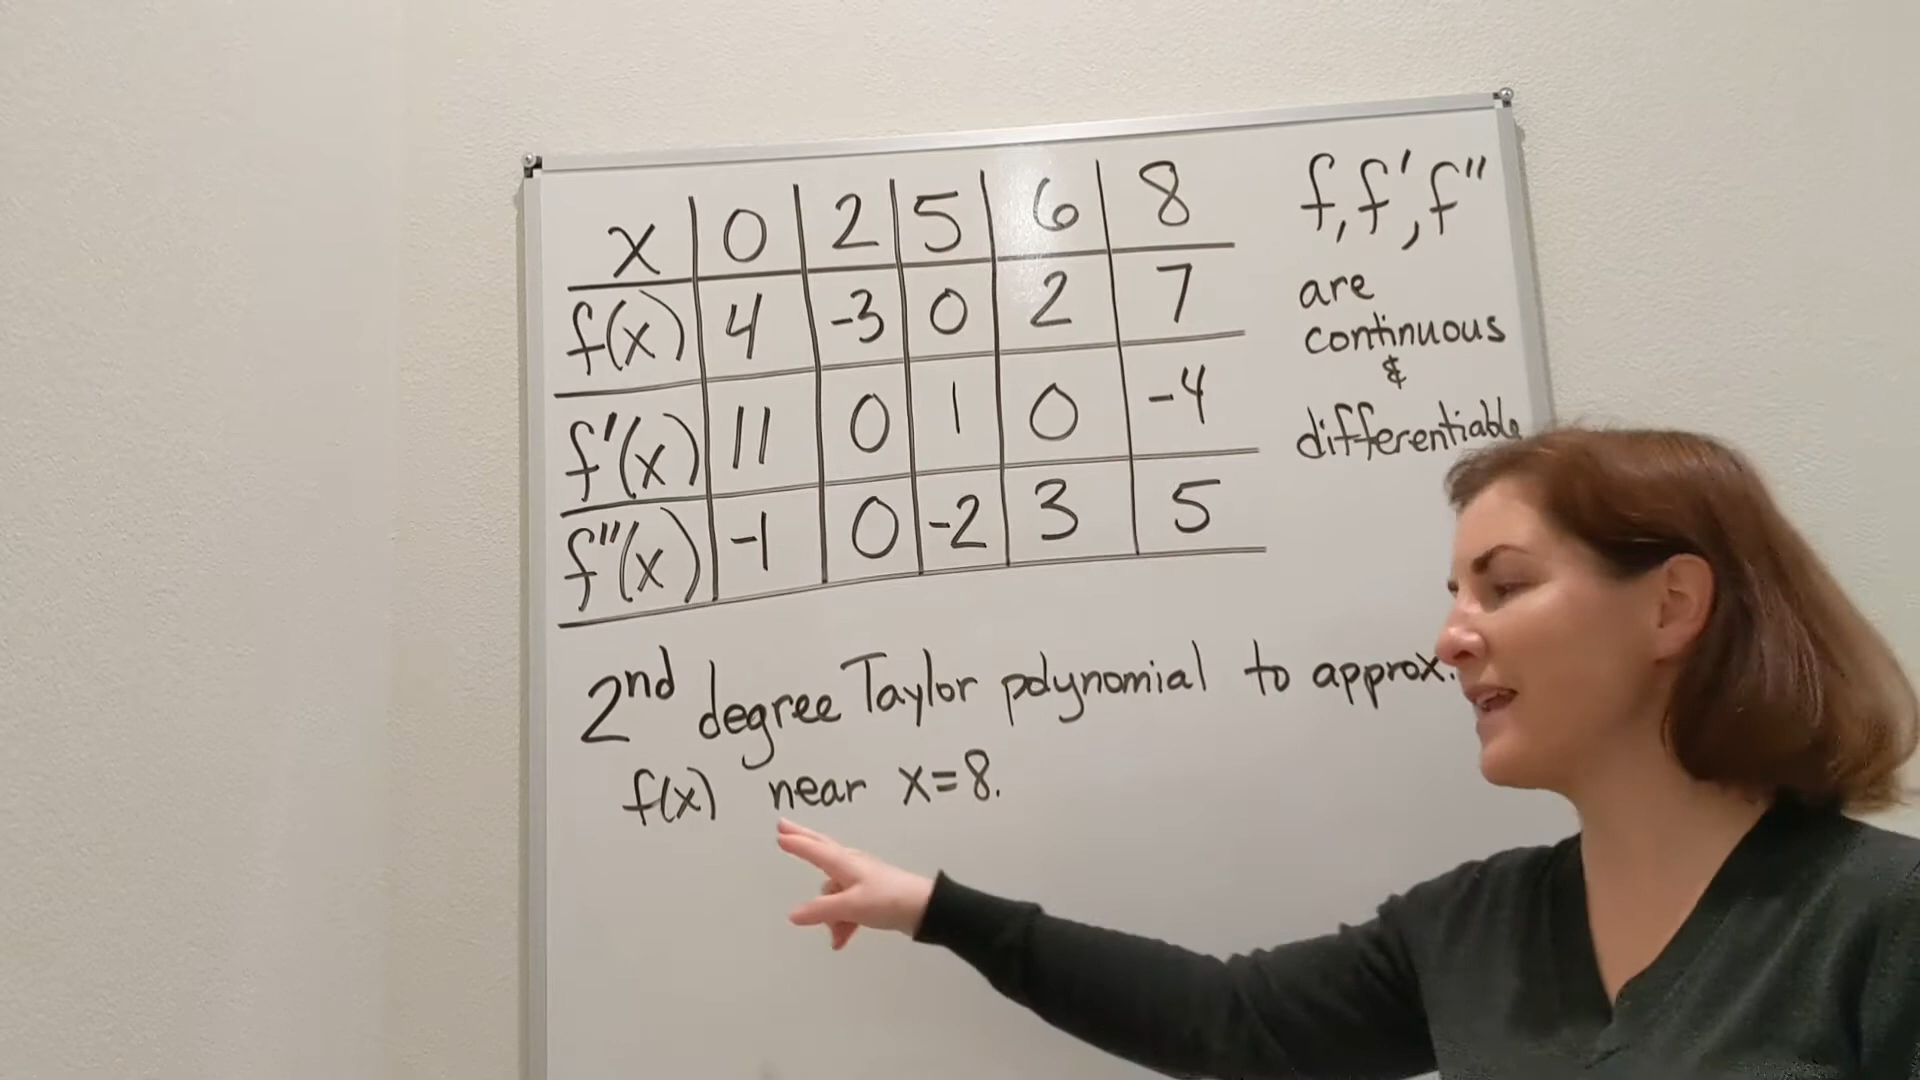 x 0 2 5 6 8
f(x) 4 -3 0 2 7
f'(x) 11 0 1 0 -4
f''(x) -1 0 -2 3 5
f, f', f''
are
continuous
&
differentiable
2nd degree Taylor polynomial to approx.
f(x) near x=8.